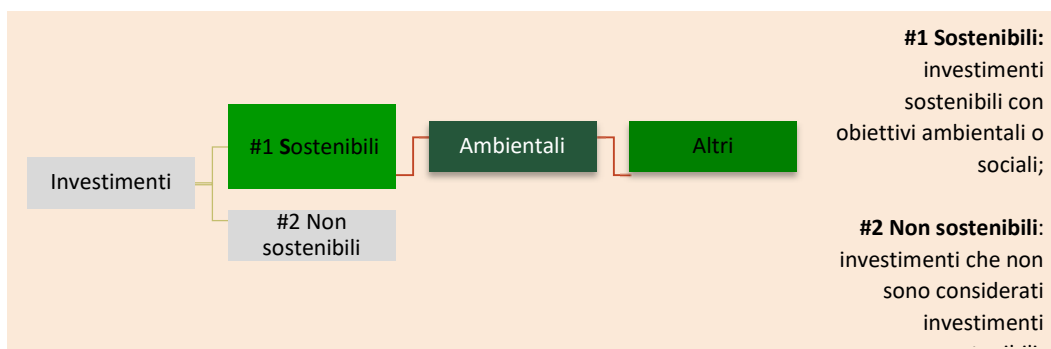 Investimenti
#1 Sostenibili
#2 Non
sostenibili
Ambientali
Altri
#1 Sostenibili:
investimenti
sostenibili con
obiettivi ambientali o
sociali;
#2 Non sostenibili:
investimenti che non
sono considerati
investimenti